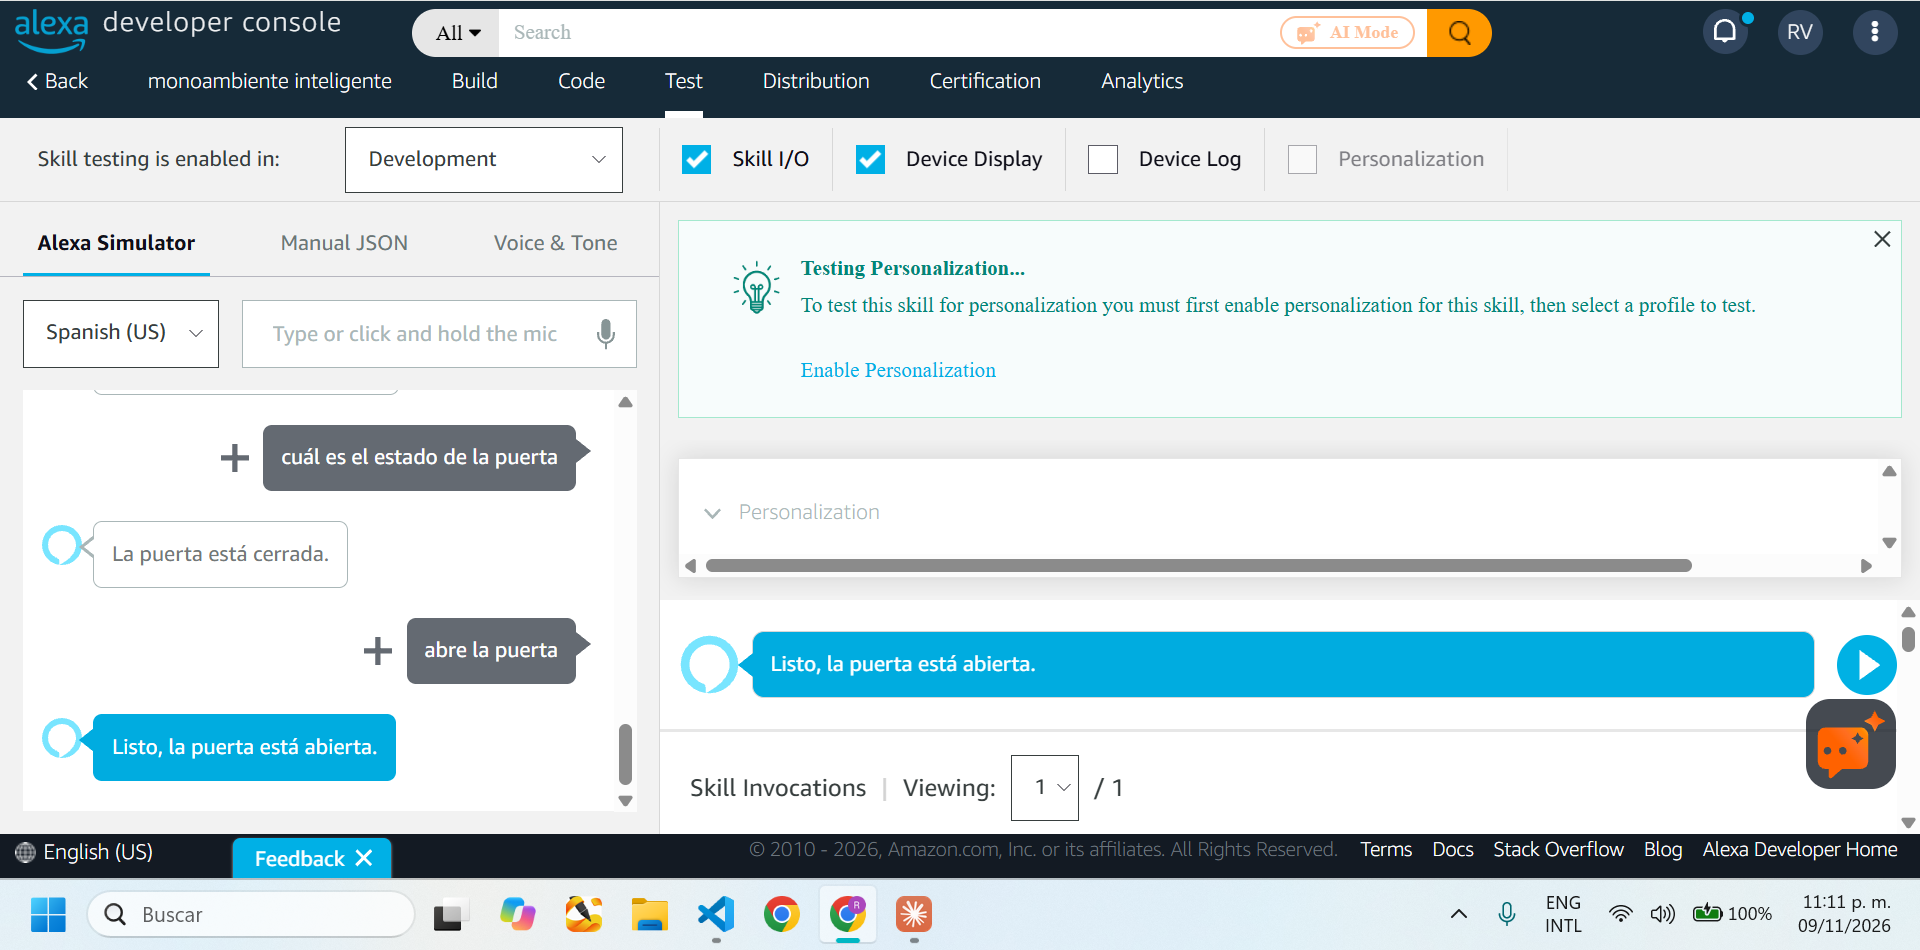 alexa developer console
All
Search
AI Mode
RV
Back
monoambiente inteligente
Build
Code
Test
Distribution
Certification
Analytics
Skill testing is enabled in:
Development
Skill I/O
Device Display
Device Log
Personalization
Alexa Simulator
Manual JSON
Voice & Tone
Spanish (US)
Type or click and hold the mic
cuál es el estado de la puerta
La puerta está cerrada.
abre la puerta
Listo, la puerta está abierta.
Testing Personalization...
To test this skill for personalization you must first enable personalization for this skill, then select a profile to test.
Enable Personalization
Personalization
Listo, la puerta está abierta.
Skill Invocations | Viewing: 1 / 1
English (US)
Feedback
© 2010 - 2026, Amazon.com, Inc. or its affiliates. All Rights Reserved.
Terms
Docs
Stack Overflow
Blog
Alexa Developer Home
Buscar
R
ENG
INTL
100%
11:11 p. m.
09/11/2026